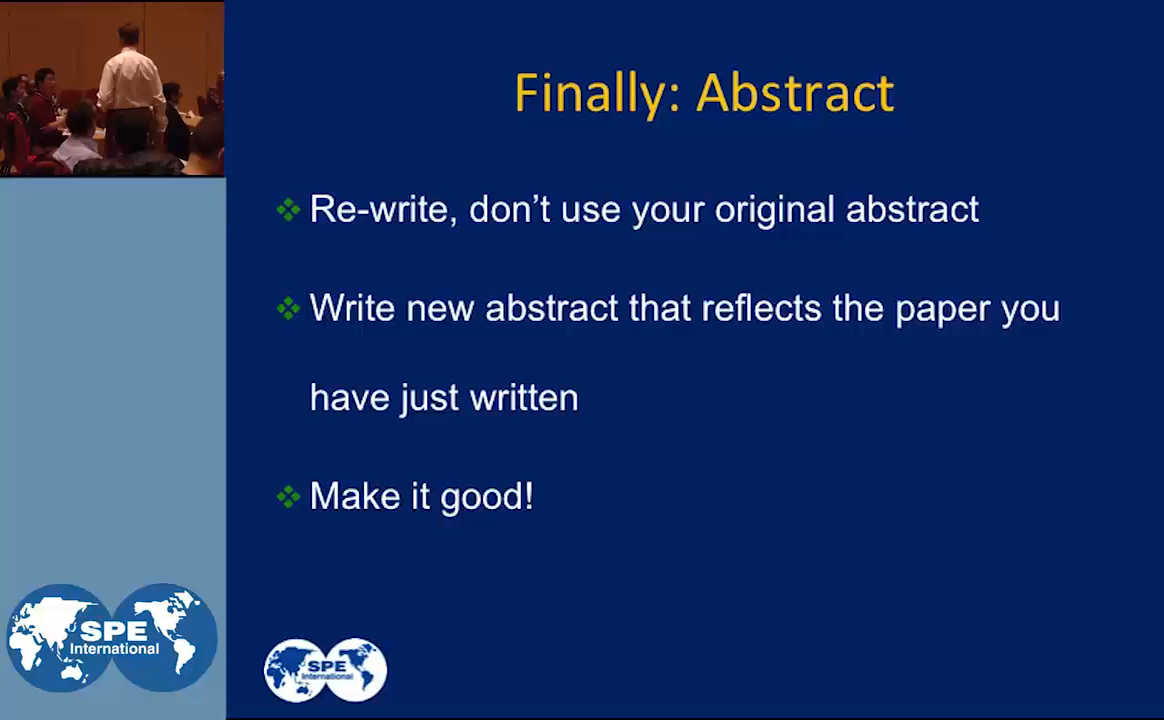 Finally: Abstract
Re-write, don’t use your original abstract
Write new abstract that reflects the paper you
have just written
Make it good!
SPE
International
SPE
International